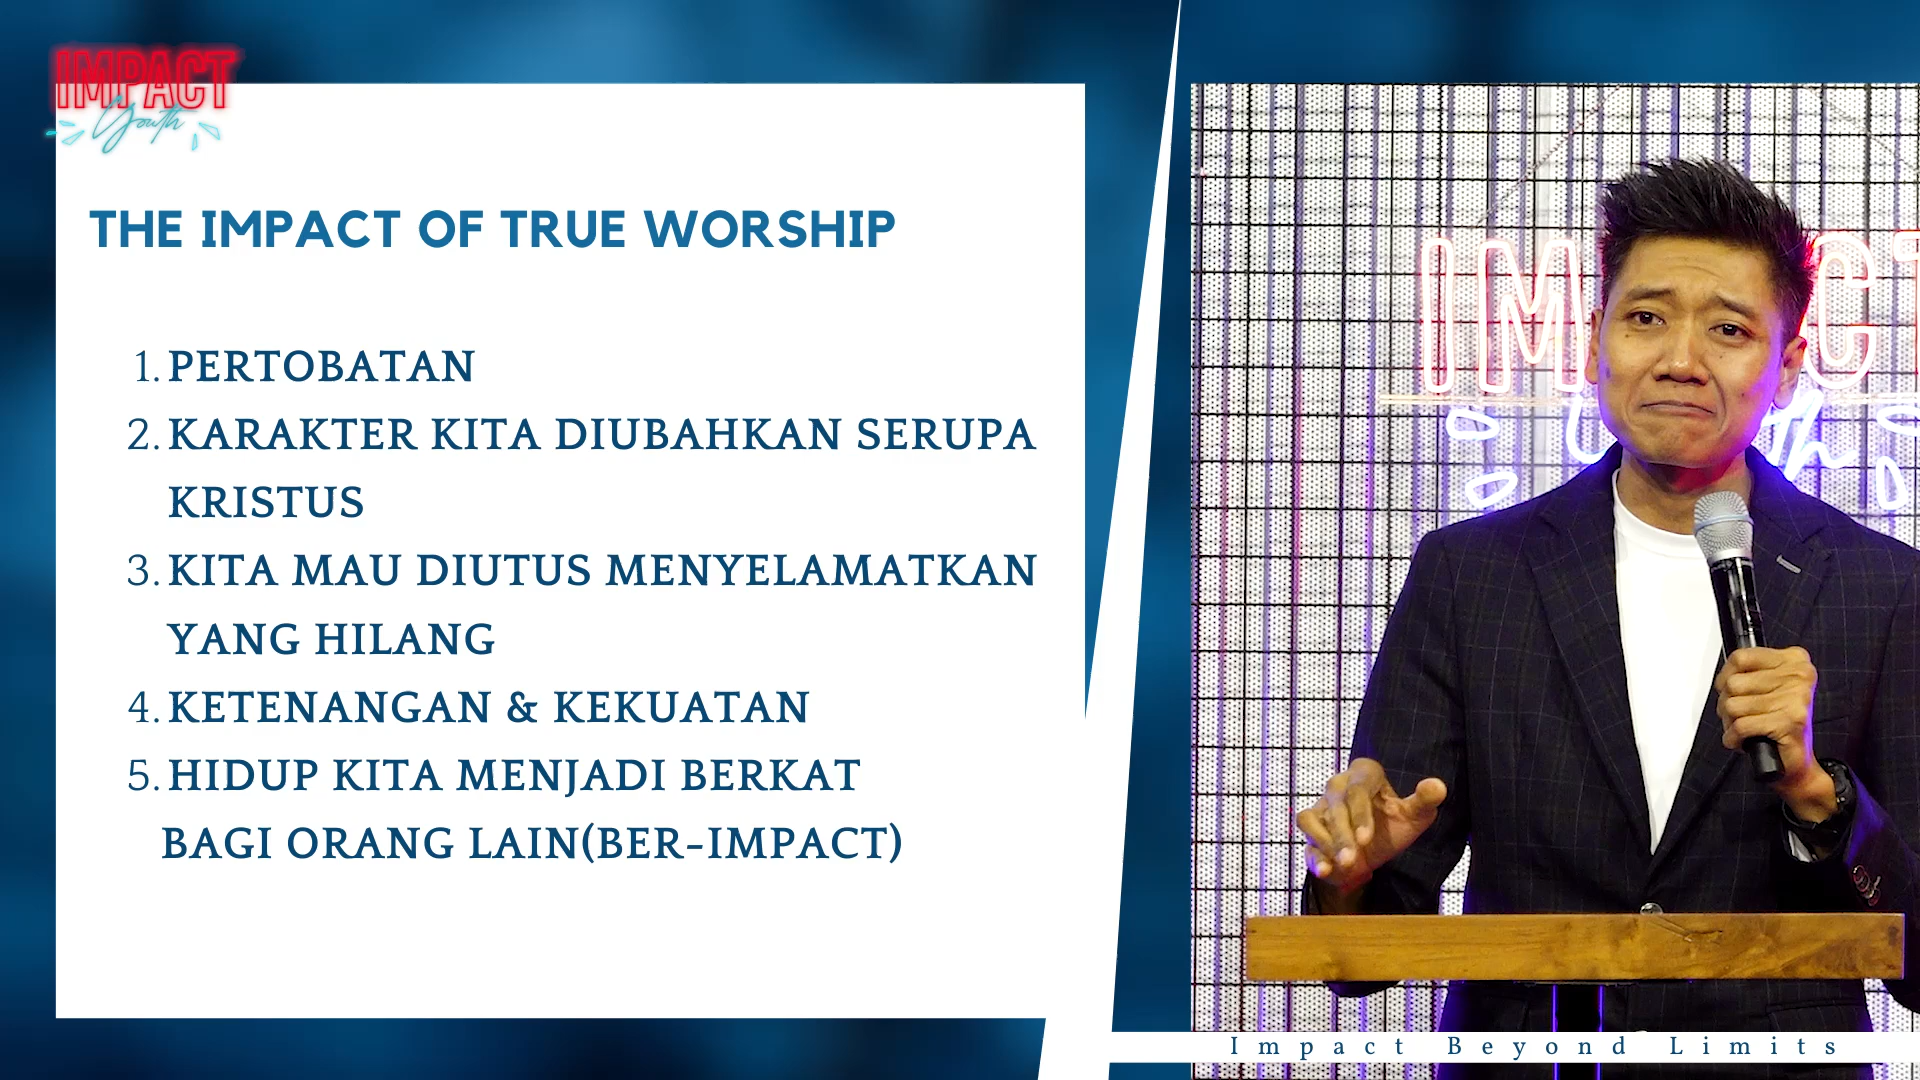 IMPACT
Youth
THE IMPACT OF TRUE WORSHIP
1. PERTOBATAN
2. KARAKTER KITA DIUBAHKAN SERUPA
KRISTUS
3. KITA MAU DIUTUS MENYELAMATKAN
YANG HILANG
4. KETENANGAN & KEKUATAN
5. HIDUP KITA MENJADI BERKAT
BAGI ORANG LAIN(BER-IMPACT)
Impact Beyond Limits